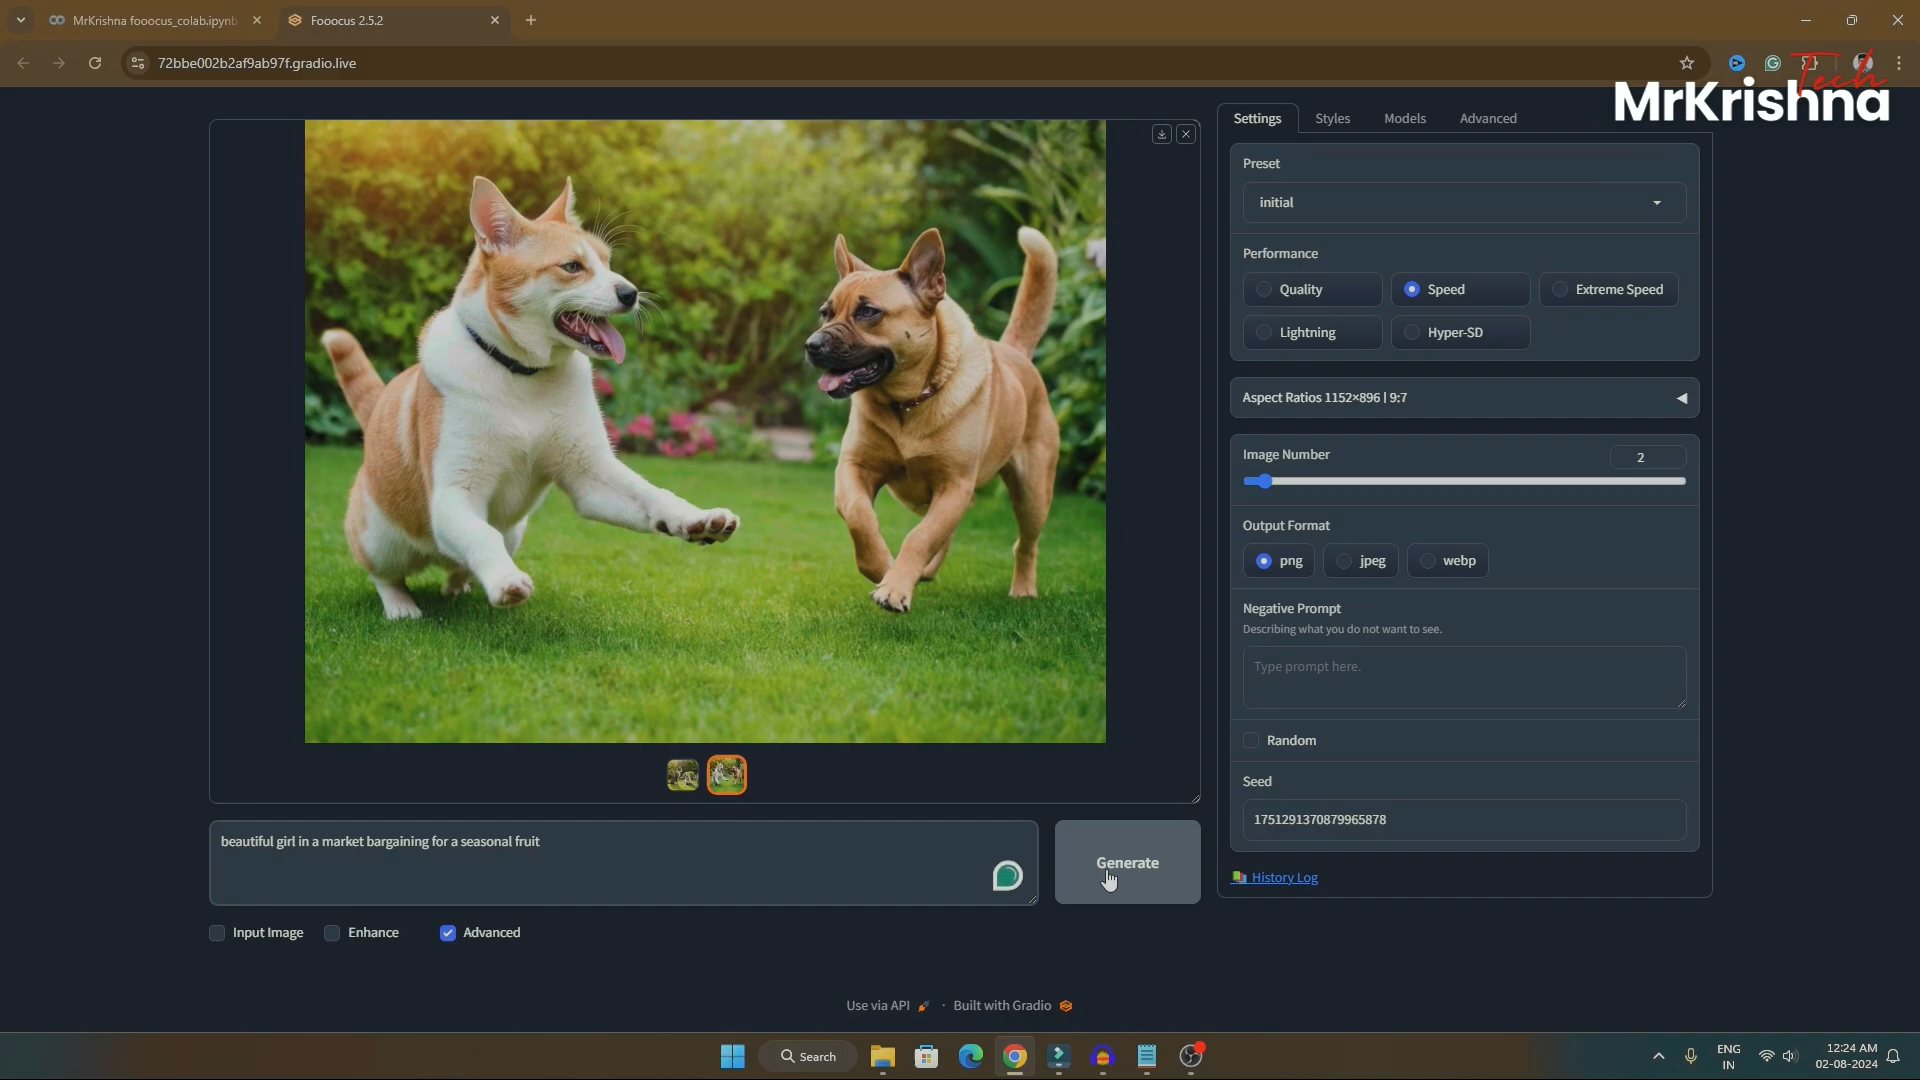 MrKrishna fooocus_colab.ipynb
Fooocus 2.5.2
72bbe002b2af9ab97f.gradio.live
Tech
MrKrishna
Settings
Styles
Models
Advanced
Preset
initial
Performance
Quality
Speed
Extreme Speed
Lightning
Hyper-SD
Aspect Ratios 1152×896 | 9:7
Image Number
2
Output Format
png
jpeg
webp
Negative Prompt
Describing what you do not want to see.
Type prompt here.
Random
Seed
1751291370879965878
History Log
beautiful girl in a market bargaining for a seasonal fruit
Generate
Input Image
Enhance
Advanced
Use via API
·
Built with Gradio
Search
ENG
IN
12:24 AM
02-08-2024